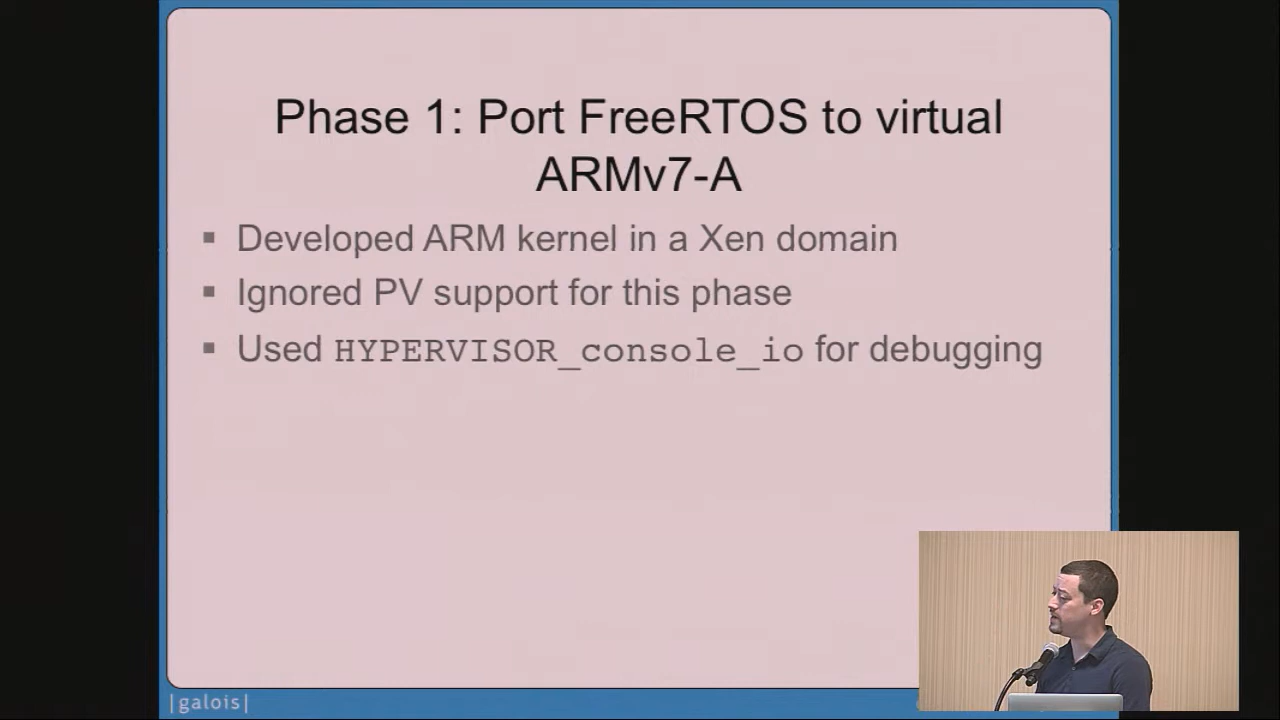 Phase 1: Port FreeRTOS to virtual
ARMv7-A
▪ Developed ARM kernel in a Xen domain
▪ Ignored PV support for this phase
▪ Used HYPERVISOR_console_io for debugging
|galois|